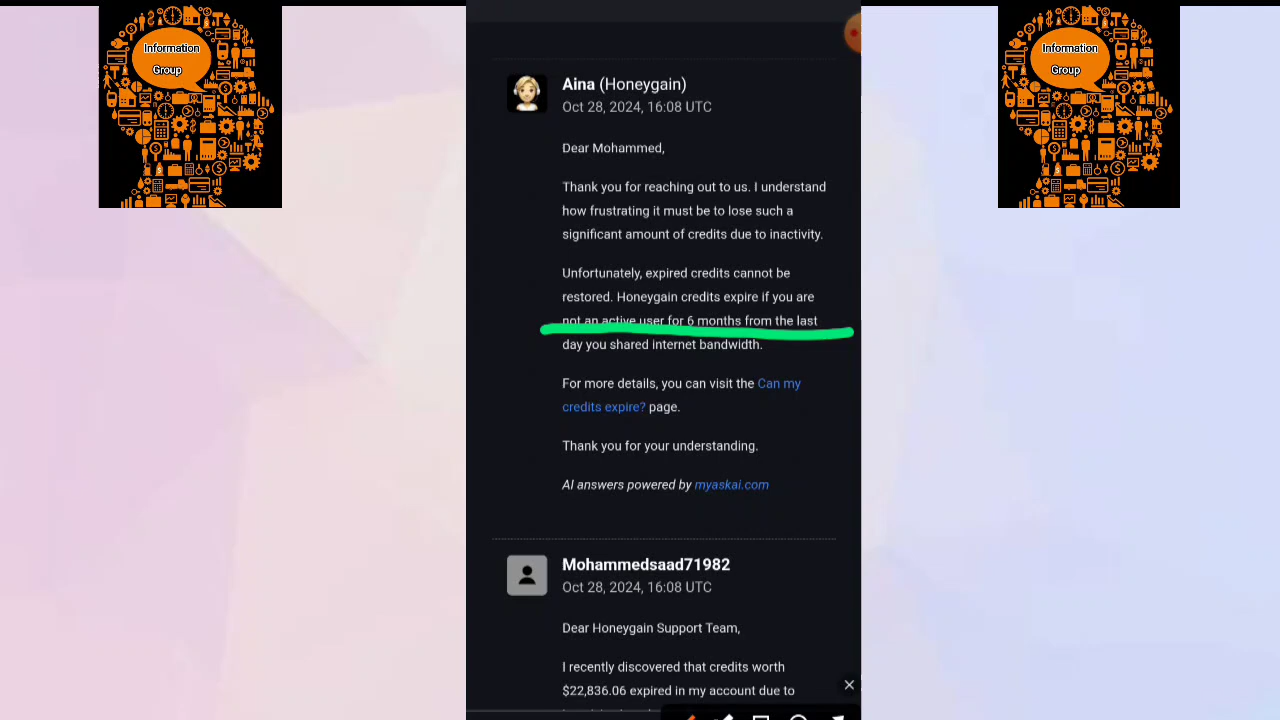 Information
Group
Information
Group
Aina (Honeygain)
Oct 28, 2024, 16:08 UTC
Dear Mohammed,
Thank you for reaching out to us. I understand
how frustrating it must be to lose such a
significant amount of credits due to inactivity.
Unfortunately, expired credits cannot be
restored. Honeygain credits expire if you are
not an active user for 6 months from the last
day you shared internet bandwidth.
For more details, you can visit the Can my
credits expire? page.
Thank you for your understanding.
AI answers powered by myaskai.com
Mohammedsaad71982
Oct 28, 2024, 16:08 UTC
Dear Honeygain Support Team,
I recently discovered that credits worth
$22,836.06 expired in my account due to